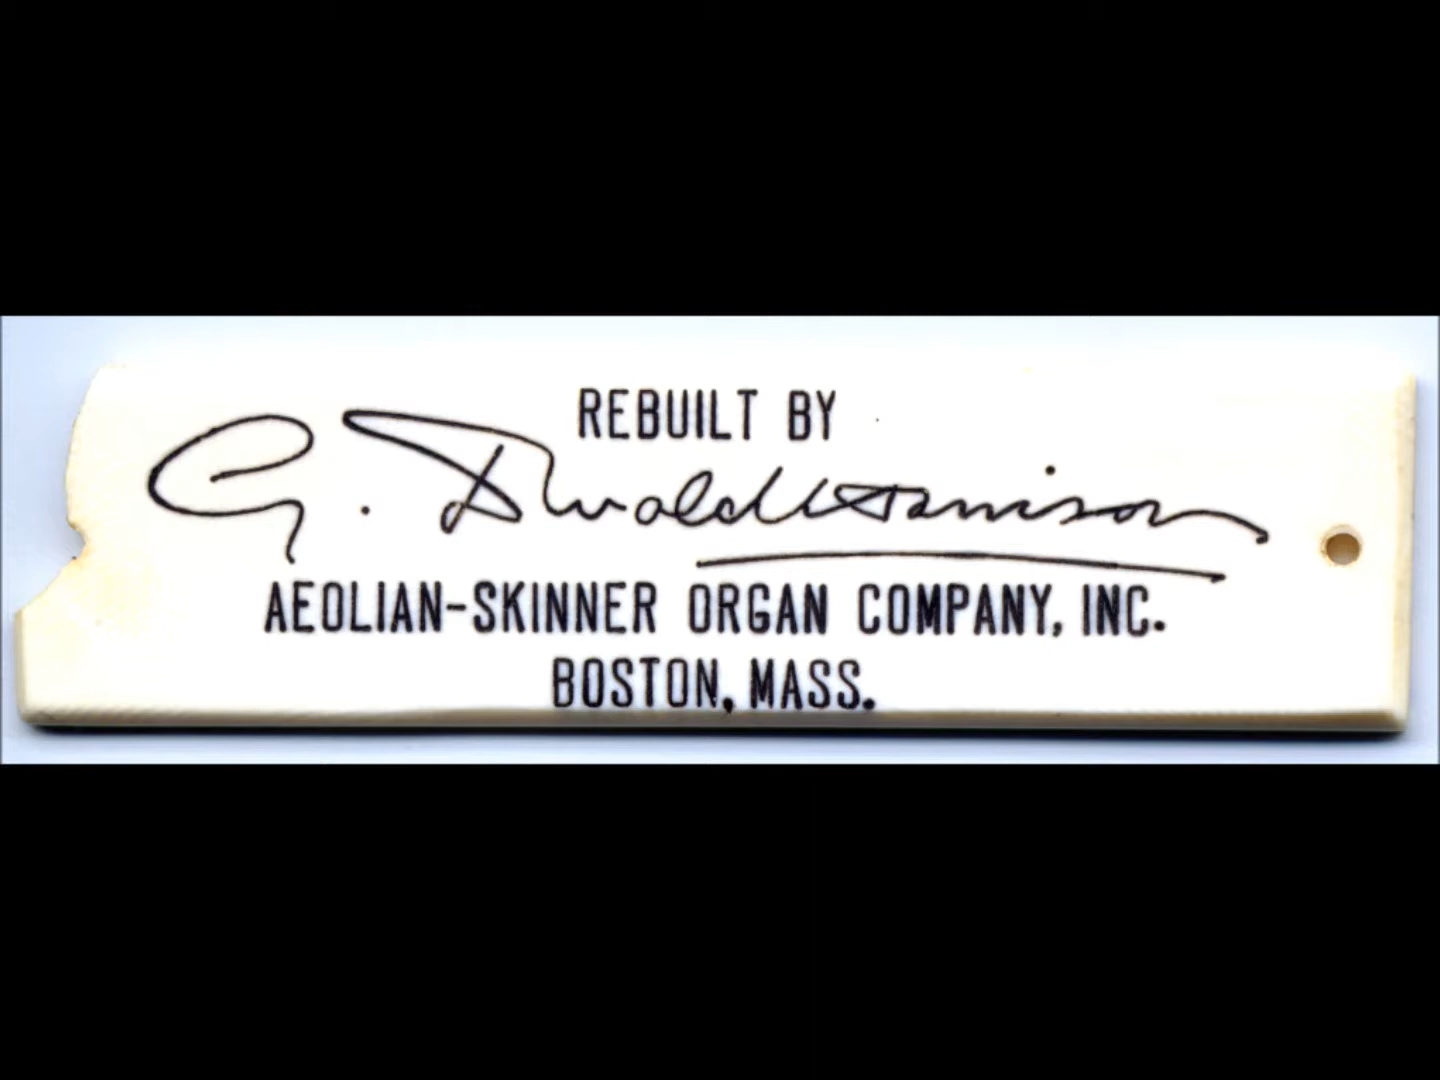 REBUILT BY
G. Donald Harrison
AEOLIAN-SKINNER ORGAN COMPANY, INC.
BOSTON, MASS.